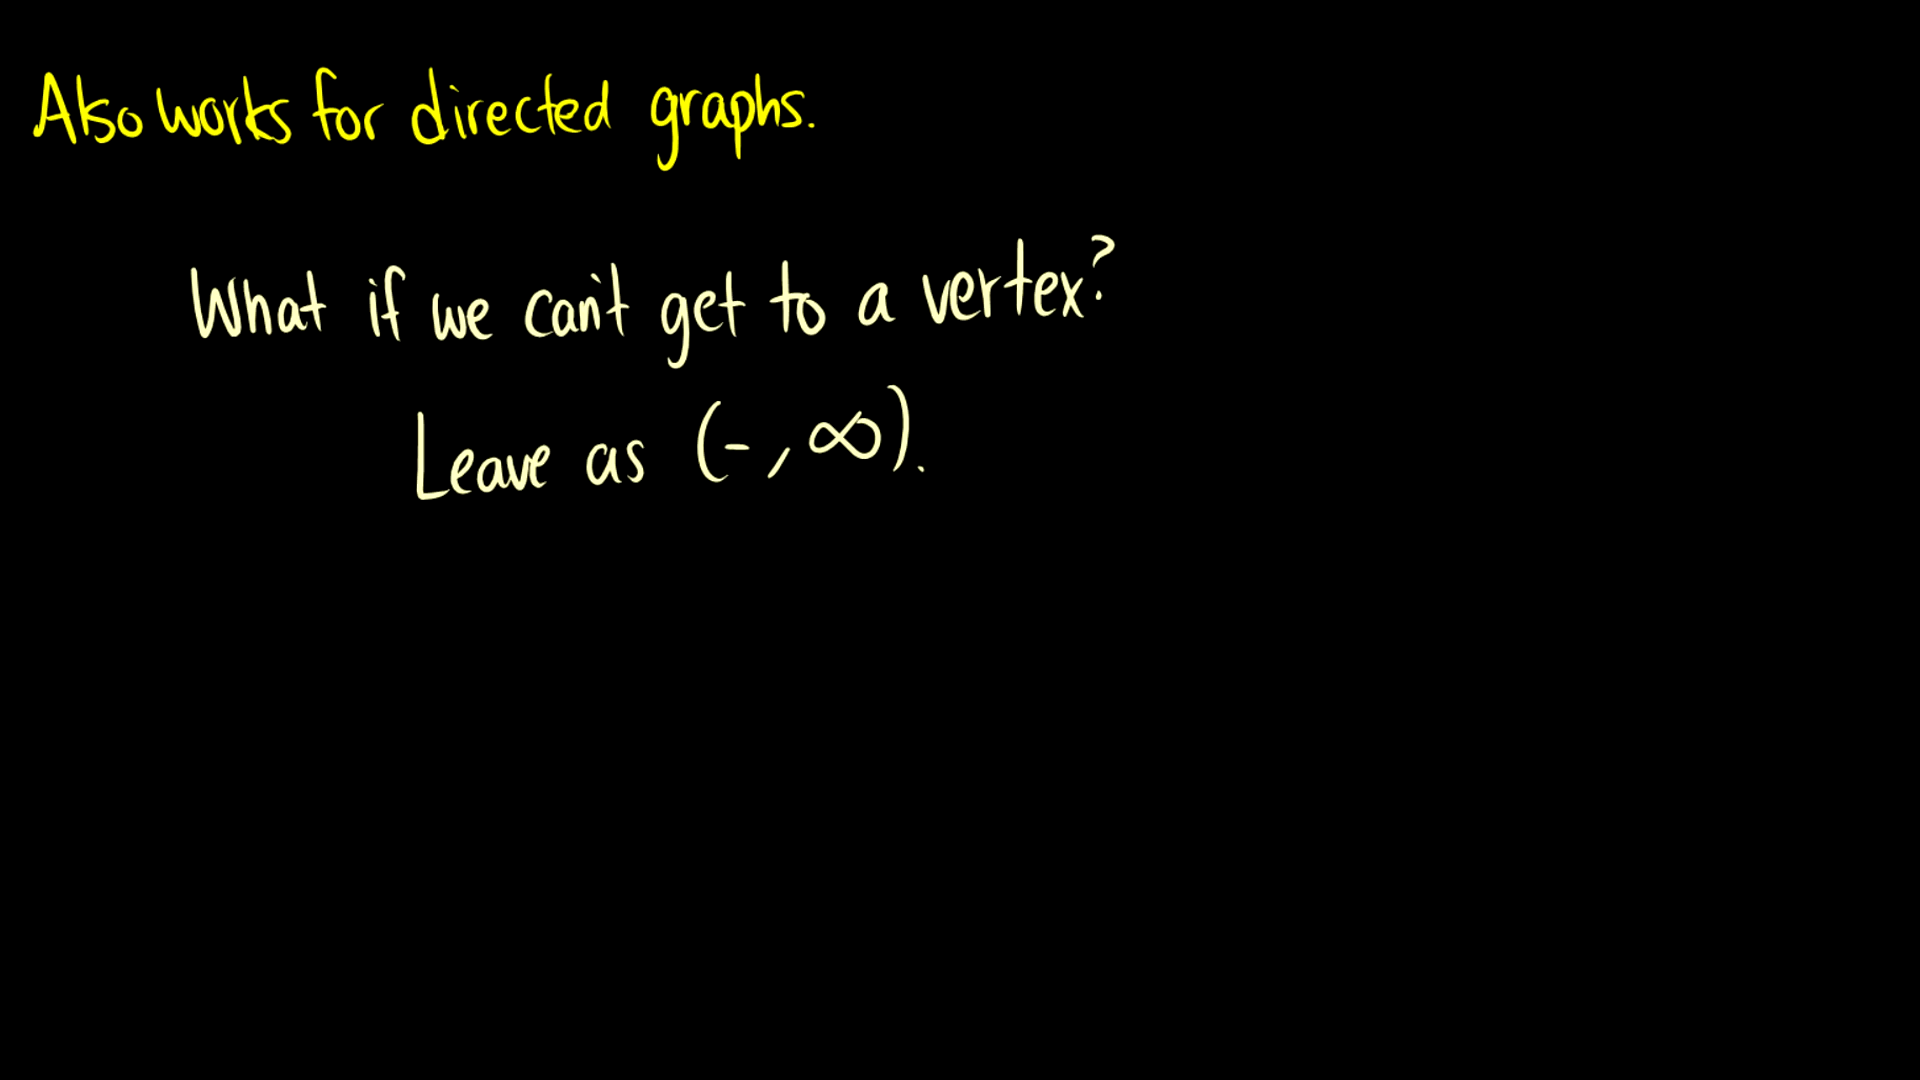 Also works for directed graphs.
What if we can't get to a vertex?
Leave as (-, ∞).